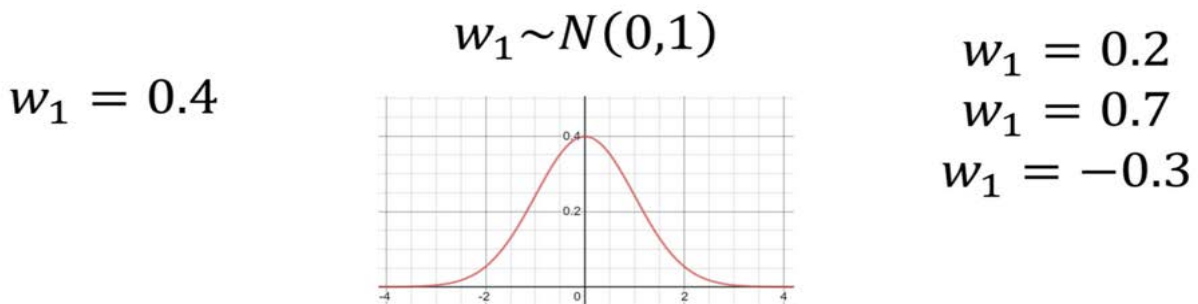 w₁ = 0.4
w₁~N(0,1)
0.4
0.2
-4
-2
0
2
4
w₁ = 0.2
w₁ = 0.7
w₁ = −0.3